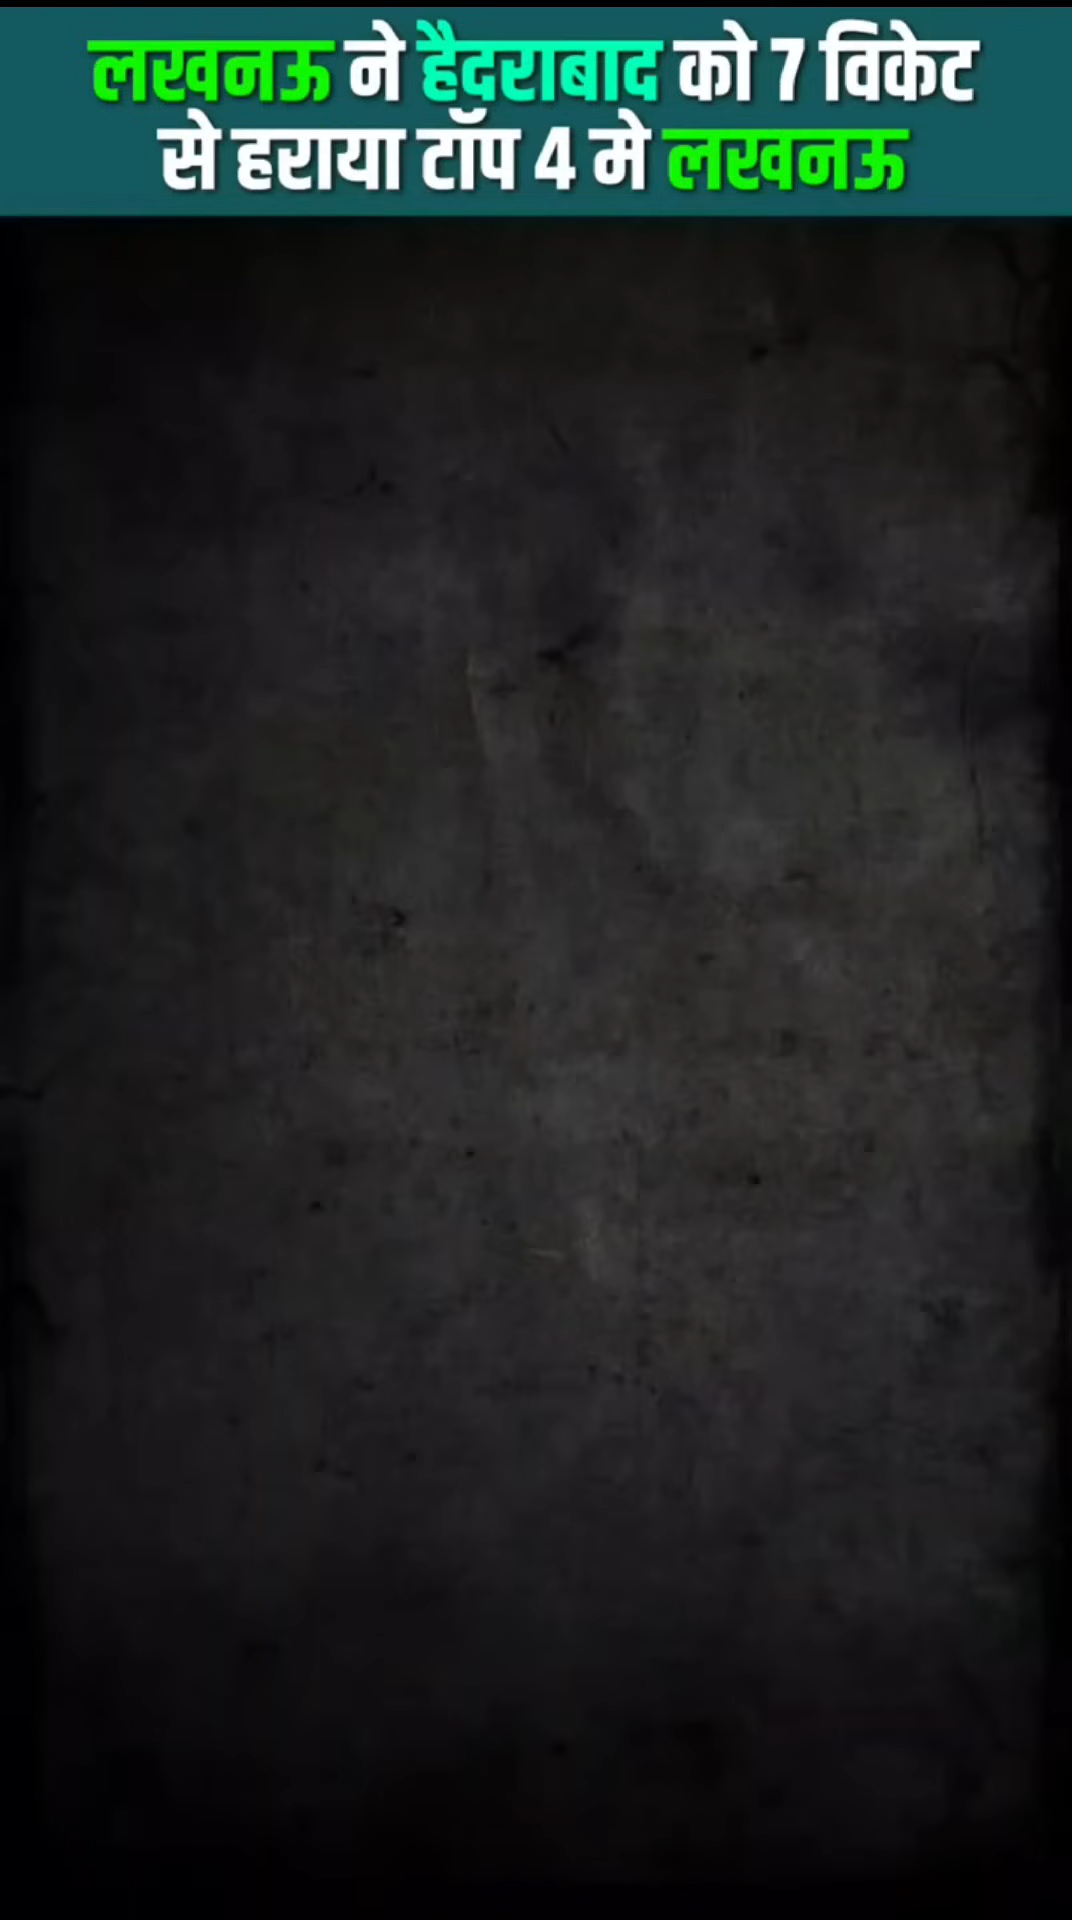 लखनऊ ने हैदराबाद को 7 विकेट
से हराया टॉप 4 मे लखनऊ